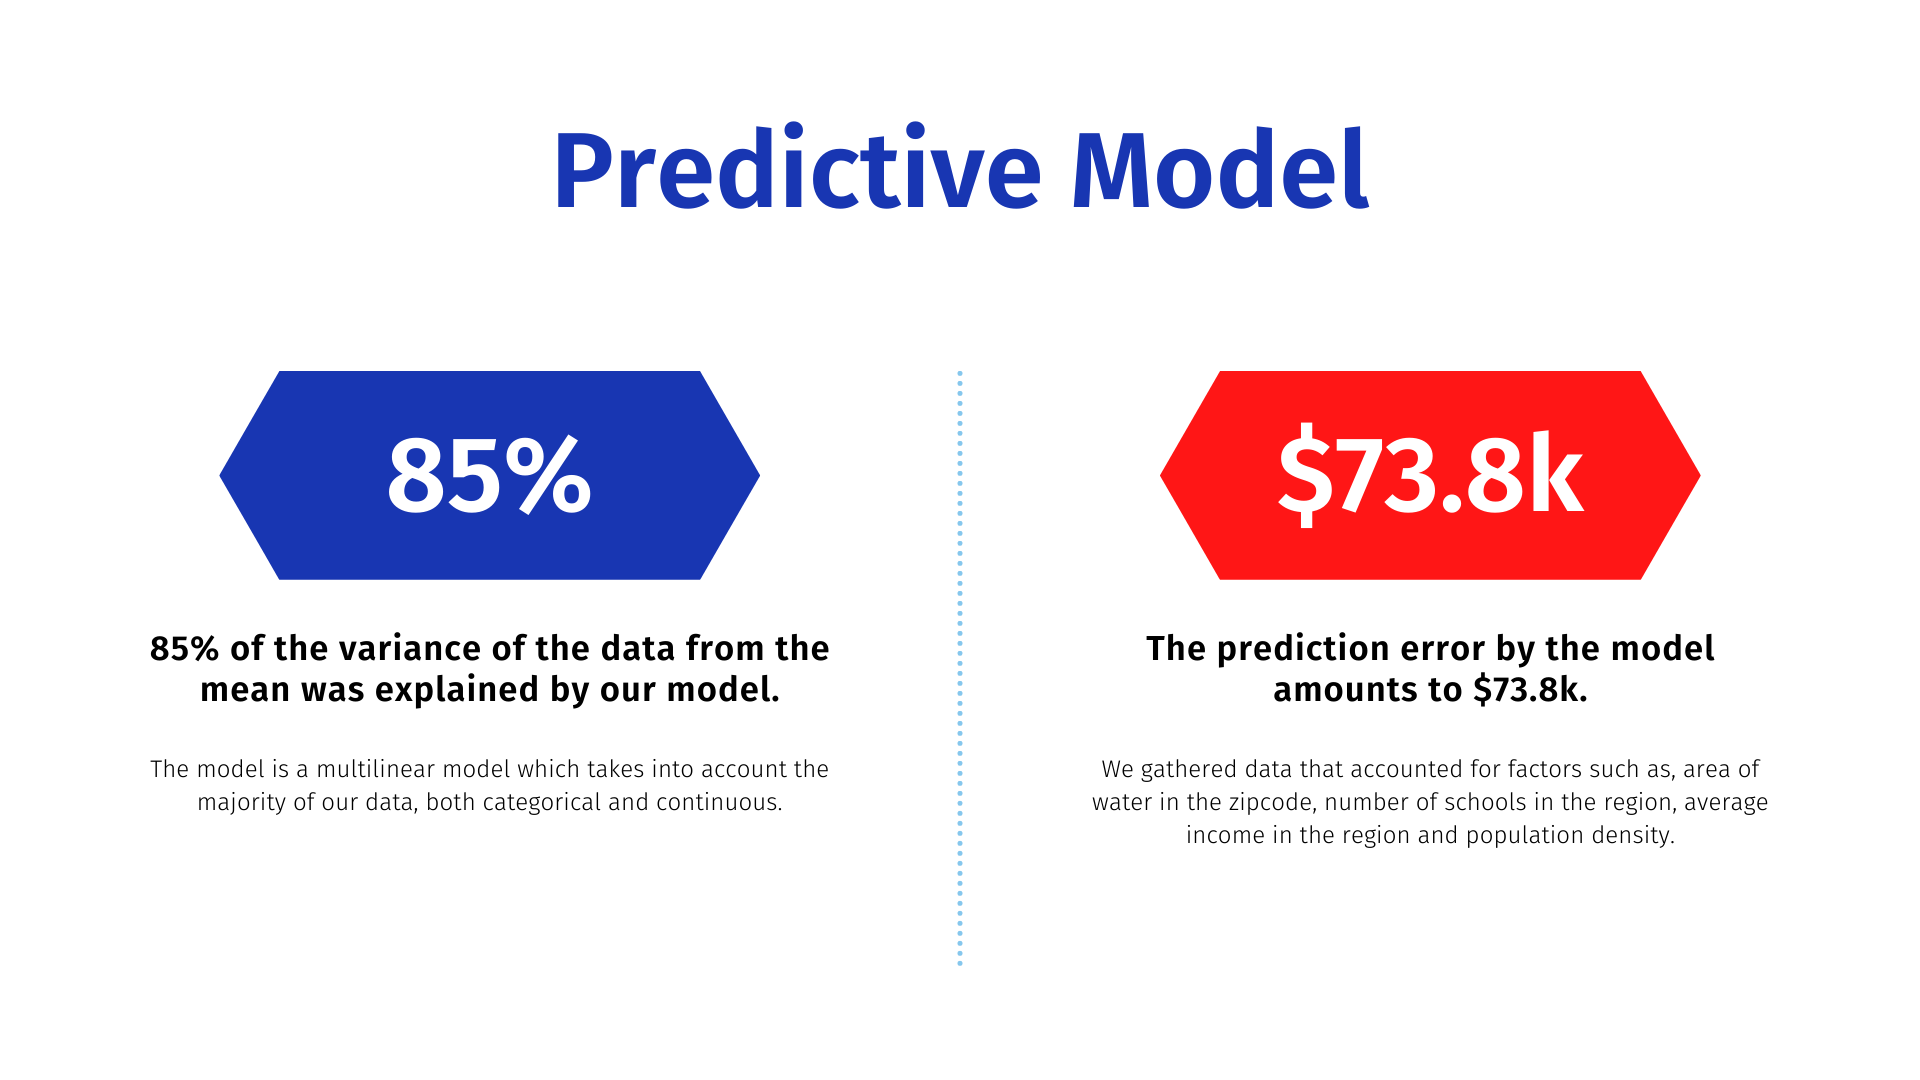 Predictive Model
85%
85% of the variance of the data from the
mean was explained by our model.
The model is a multilinear model which takes into account the
majority of our data, both categorical and continuous.
$73.8k
The prediction error by the model
amounts to $73.8k.
We gathered data that accounted for factors such as, area of
water in the zipcode, number of schools in the region, average
income in the region and population density.